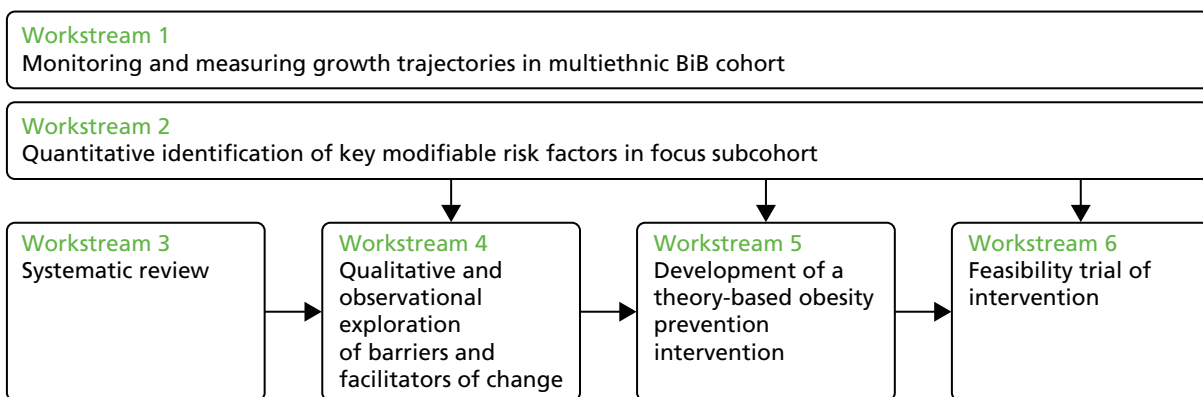 Workstream 1
Monitoring and measuring growth trajectories in multiethnic BiB cohort
Workstream 2
Quantitative identification of key modifiable risk factors in focus subcohort
Workstream 3
Systematic review
Workstream 4
Qualitative and
observational
exploration
of barriers and
facilitators of change
Workstream 5
Development of a
theory-based obesity
prevention
intervention
Workstream 6
Feasibility trial of
intervention